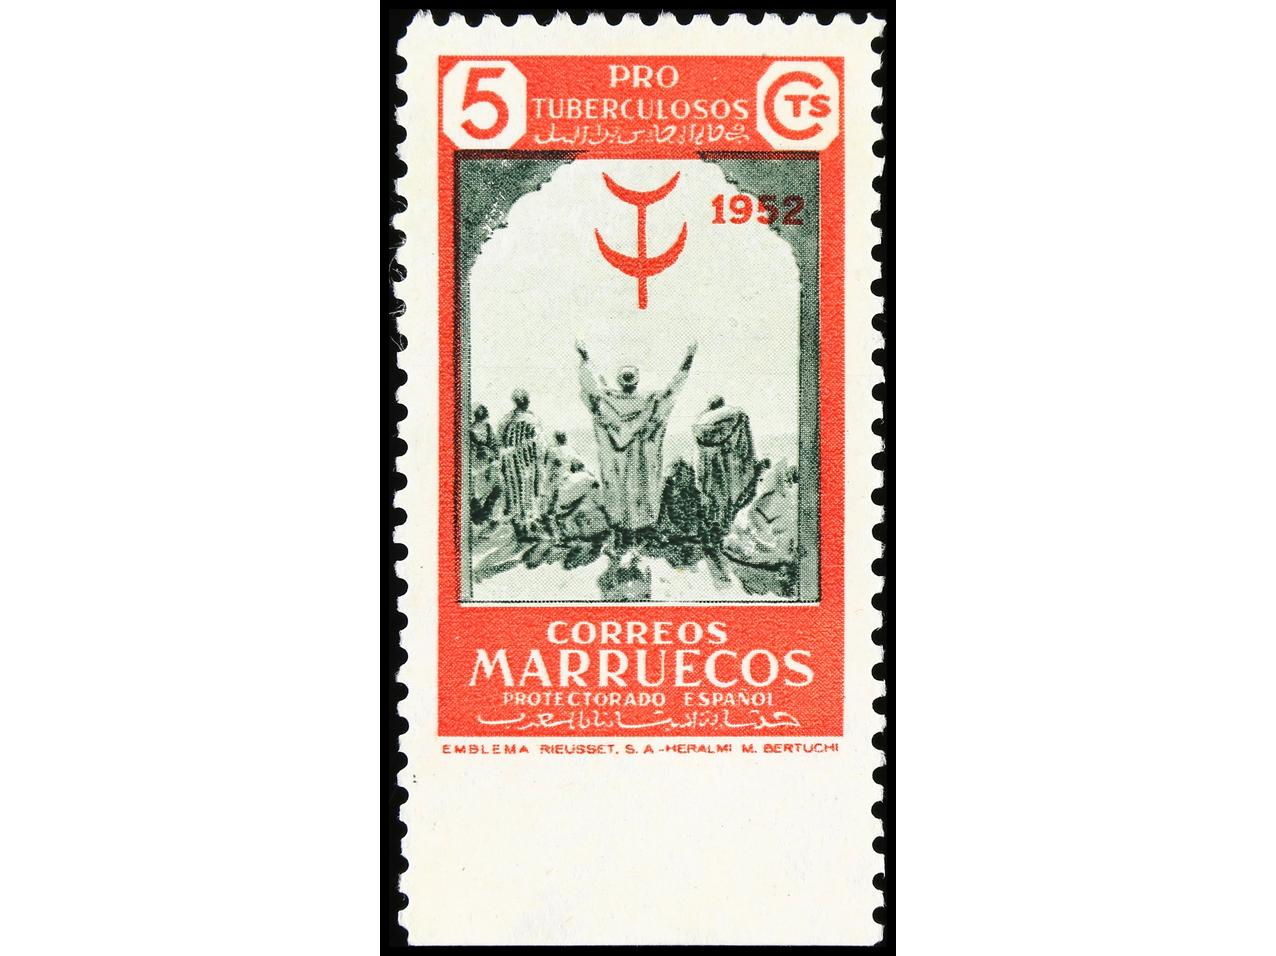 5 PRO CTS
TUBERCULOSOS
1952
CORREOS
MARRUECOS
PROTECTORADO ESPAÑOL
EMBLEMA RIEUSSET, S. A.-HERALMI M. BERTUCHI